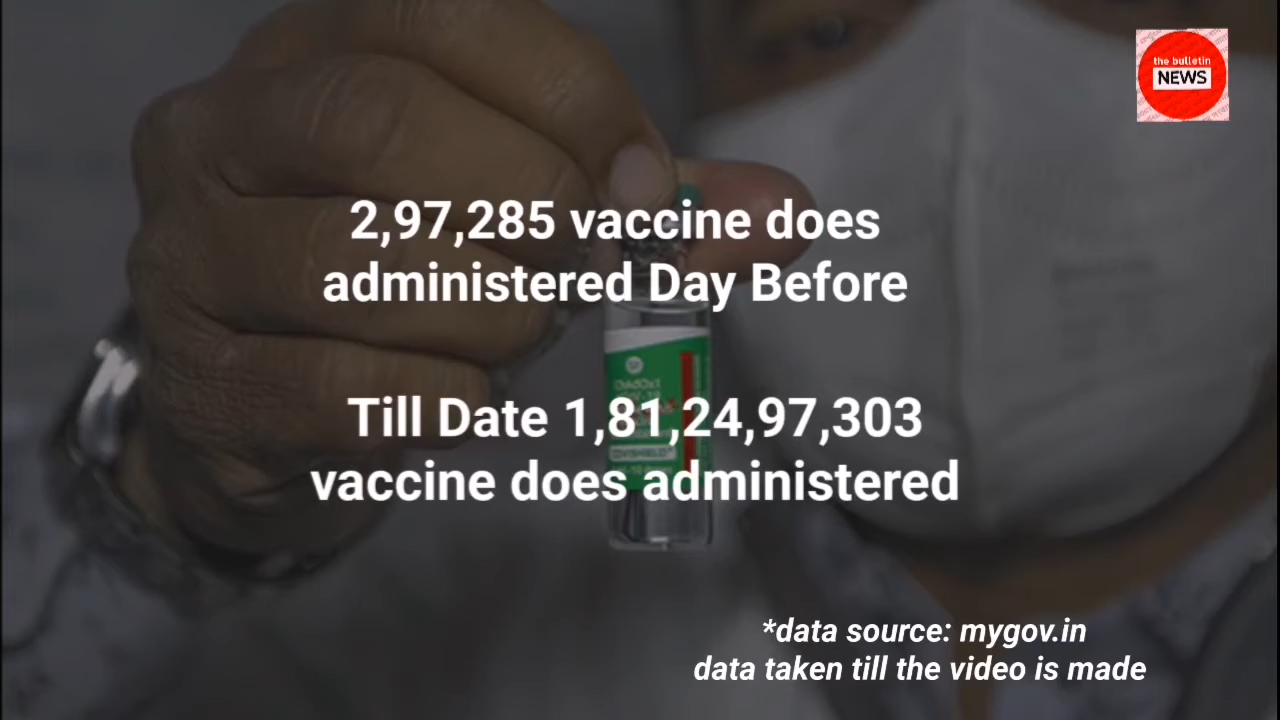 the bulletin
NEWS
2,97,285 vaccine does
administered Day Before
Till Date 1,81,24,97,303
vaccine does administered
*data source: mygov.in
data taken till the video is made